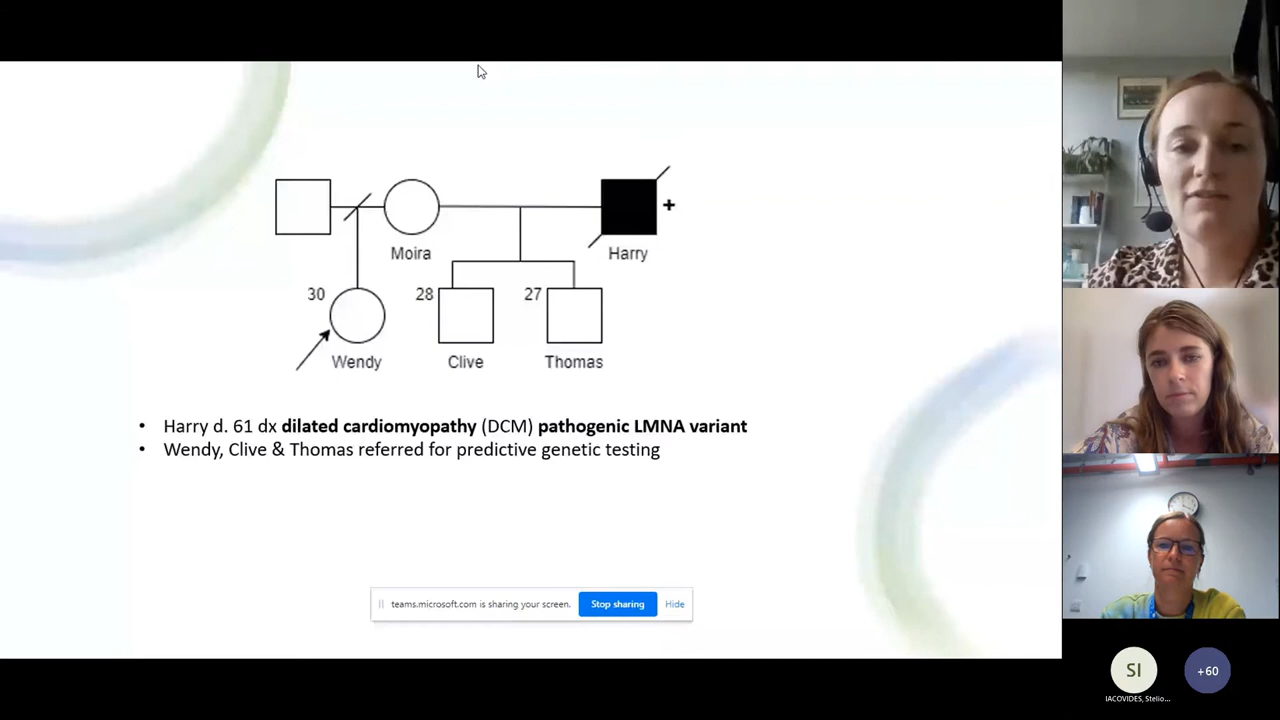 +
Moira
Harry
30
28
27
Wendy
Clive
Thomas
• Harry d. 61 dx dilated cardiomyopathy (DCM) pathogenic LMNA variant
• Wendy, Clive & Thomas referred for predictive genetic testing
teams.microsoft.com is sharing your screen.
Stop sharing
Hide
SI
+60
IACOVIDES, Stelio...